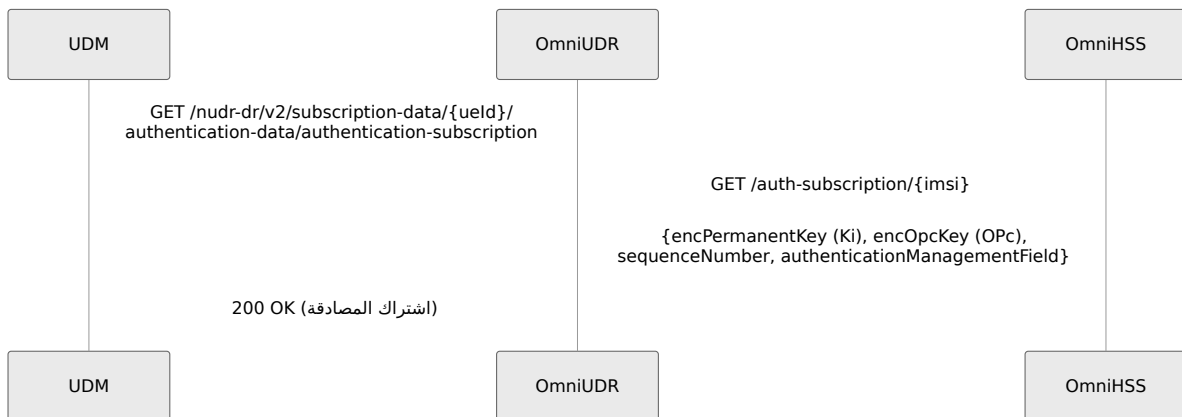 UDM
OmniUDR
OmniHSS
GET /nudr-dr/v2/subscription-data/{ueId}/
authentication-data/authentication-subscription
GET /auth-subscription/{imsi}
{encPermanentKey (Ki), encOpcKey (OPc),
sequenceNumber, authenticationManagementField}
200 OK (اشتراك المصادقة)
UDM
OmniUDR
OmniHSS